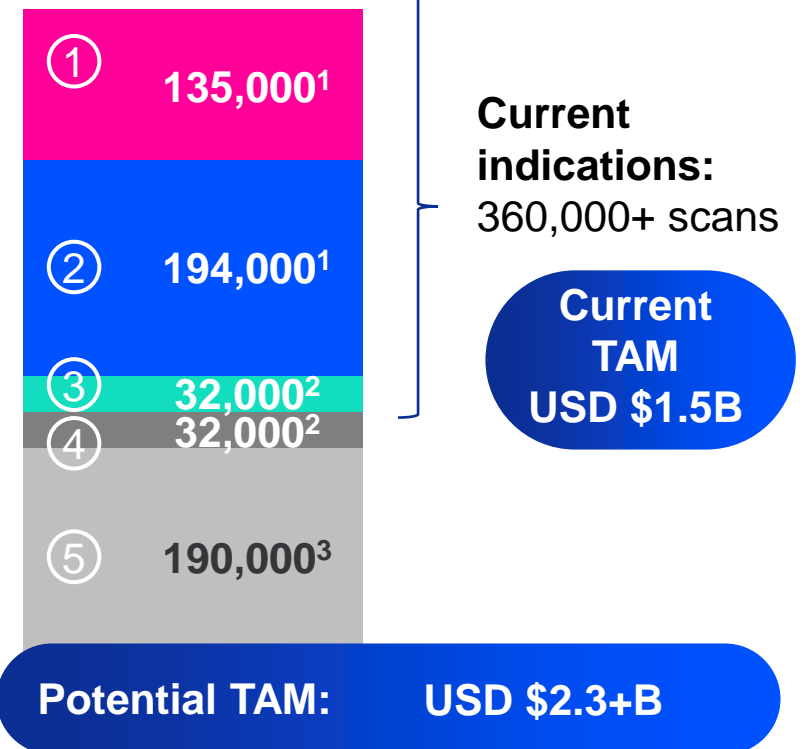 ① 135,000¹
② 194,000¹
③ 32,000²
④ 32,000²
⑤ 190,000³
Current
indications:
360,000+ scans
Current
TAM
USD $1.5B
Potential TAM: USD $2.3+B